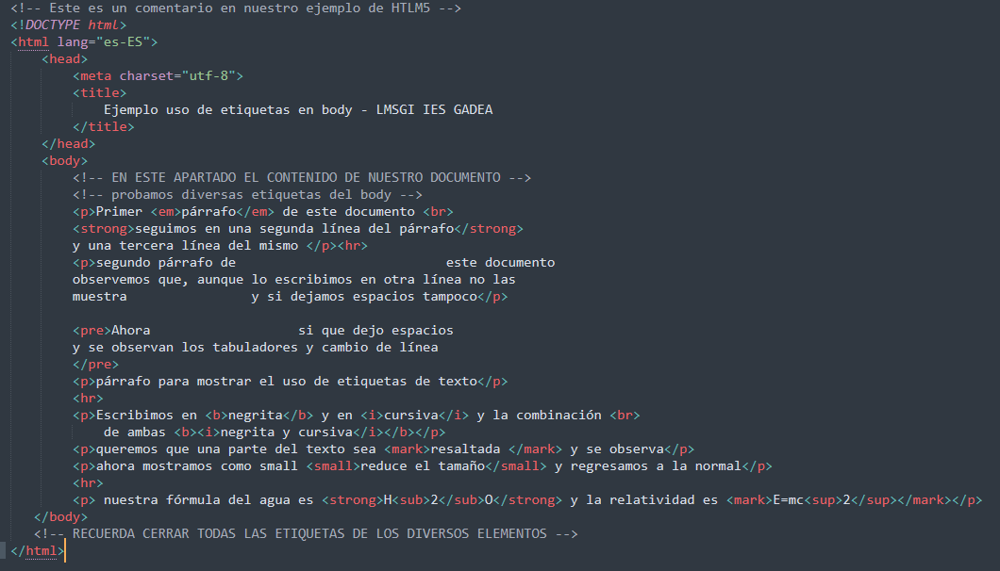 <!-- Este es un comentario en nuestro ejemplo de HTLM5 -->
<!DOCTYPE html>
<html lang="es-ES">
    <head>
        <meta charset="utf-8">
        <title>
            Ejemplo uso de etiquetas en body - LMSGI IES GADEA
        </title>
    </head>
    <body>
        <!-- EN ESTE APARTADO EL CONTENIDO DE NUESTRO DOCUMENTO -->
        <!-- probamos diversas etiquetas del body -->
        <p>Primer <em>párrafo</em> de este documento <br>
        <strong>seguimos en una segunda línea del párrafo</strong>
        y una tercera línea del mismo </p><hr>
        <p>segundo párrafo de                           este documento
        observemos que, aunque lo escribimos en otra línea no las
        muestra                y si dejamos espacios tampoco</p>

        <pre>Ahora                   si que dejo espacios
        y se observan los tabuladores y cambio de línea
        </pre>
        <p>párrafo para mostrar el uso de etiquetas de texto</p>
        <hr>
        <p>Escribimos en <b>negrita</b> y en <i>cursiva</i> y la combinación <br>
            de ambas <b><i>negrita y cursiva</i></b></p>
        <p>queremos que una parte del texto sea <mark>resaltada </mark> y se observa</p>
        <p>ahora mostramos como small <small>reduce el tamaño</small> y regresamos a la normal</p>
        <hr>
        <p> nuestra fórmula del agua es <strong>H<sub>2</sub>O</strong> y la relatividad es <mark>E=mc<sup>2</sup></mark></p>
   </body>
   <!-- RECUERDA CERRAR TODAS LAS ETIQUETAS DE LOS DIVERSOS ELEMENTOS -->
</html>